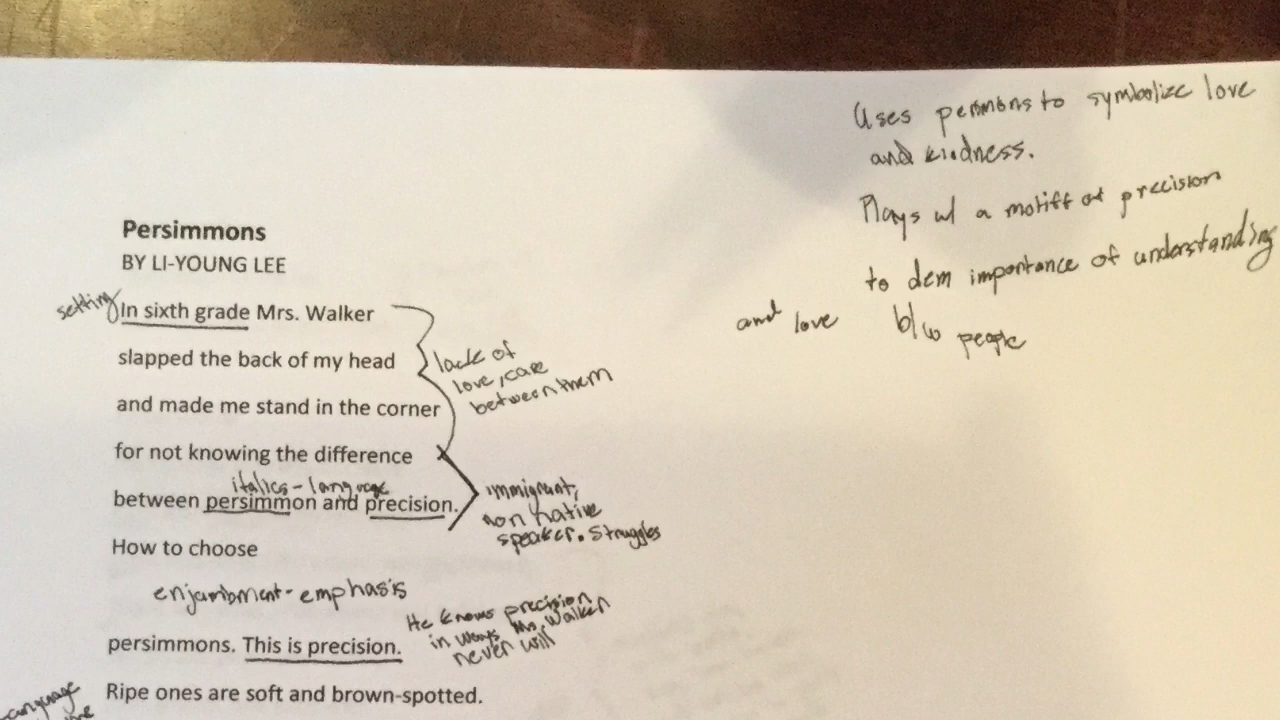 Uses permons to symbolize love
and kindness.
Plays w/ a motiff of precision
to dem importance of understanding
and love b/w people
Persimmons
BY LI-YOUNG LEE
setting In sixth grade Mrs. Walker
slapped the back of my head
lack of
love, care
between them
and made me stand in the corner
for not knowing the difference
italics - language
between persimmon and precision.
immigrant,
non native
speaker. Struggles
How to choose
enjambment - emphasis
He knows precision
in ways Ms. Walker
never will
persimmons. This is precision.
Ripe ones are soft and brown-spotted.
language